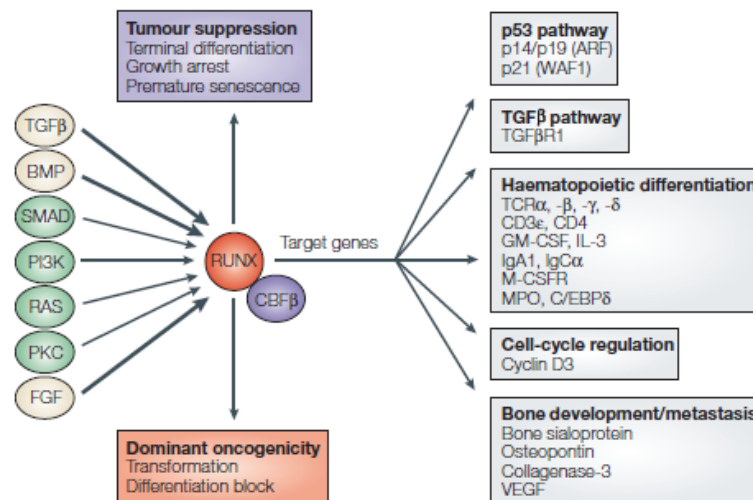 Tumour suppression
Terminal differentiation
Growth arrest
Premature senescence
TGFβ
BMP
SMAD
PI3K
RAS
PKC
FGF
RUNX
CBFβ
Target genes
Dominant oncogenicity
Transformation
Differentiation block
p53 pathway
p14/p19 (ARF)
p21 (WAF1)
TGFβ pathway
TGFβR1
Haematopoietic differentiation
TCRα, -β, -γ, -δ
CD3ε, CD4
GM-CSF, IL-3
IgA1, IgCα
M-CSFR
MPO, C/EBPδ
Cell-cycle regulation
Cyclin D3
Bone development/metastasis
Bone sialoprotein
Osteopontin
Collagenase-3
VEGF